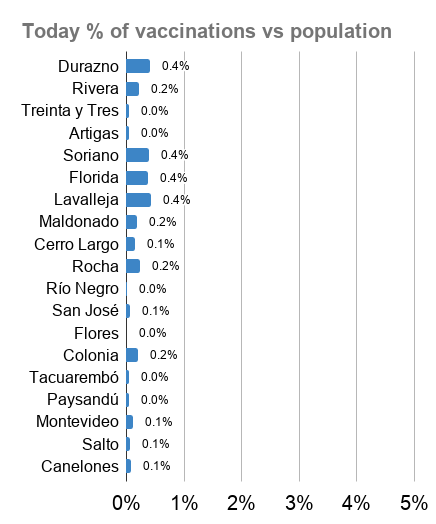 Today % of vaccinations vs population
Durazno 0.4%
Rivera 0.2%
Treinta y Tres 0.0%
Artigas 0.0%
Soriano 0.4%
Florida 0.4%
Lavalleja 0.4%
Maldonado 0.2%
Cerro Largo 0.1%
Rocha 0.2%
Río Negro 0.0%
San José 0.1%
Flores 0.0%
Colonia 0.2%
Tacuarembó 0.0%
Paysandú 0.0%
Montevideo 0.1%
Salto 0.1%
Canelones 0.1%
0% 1% 2% 3% 4% 5%